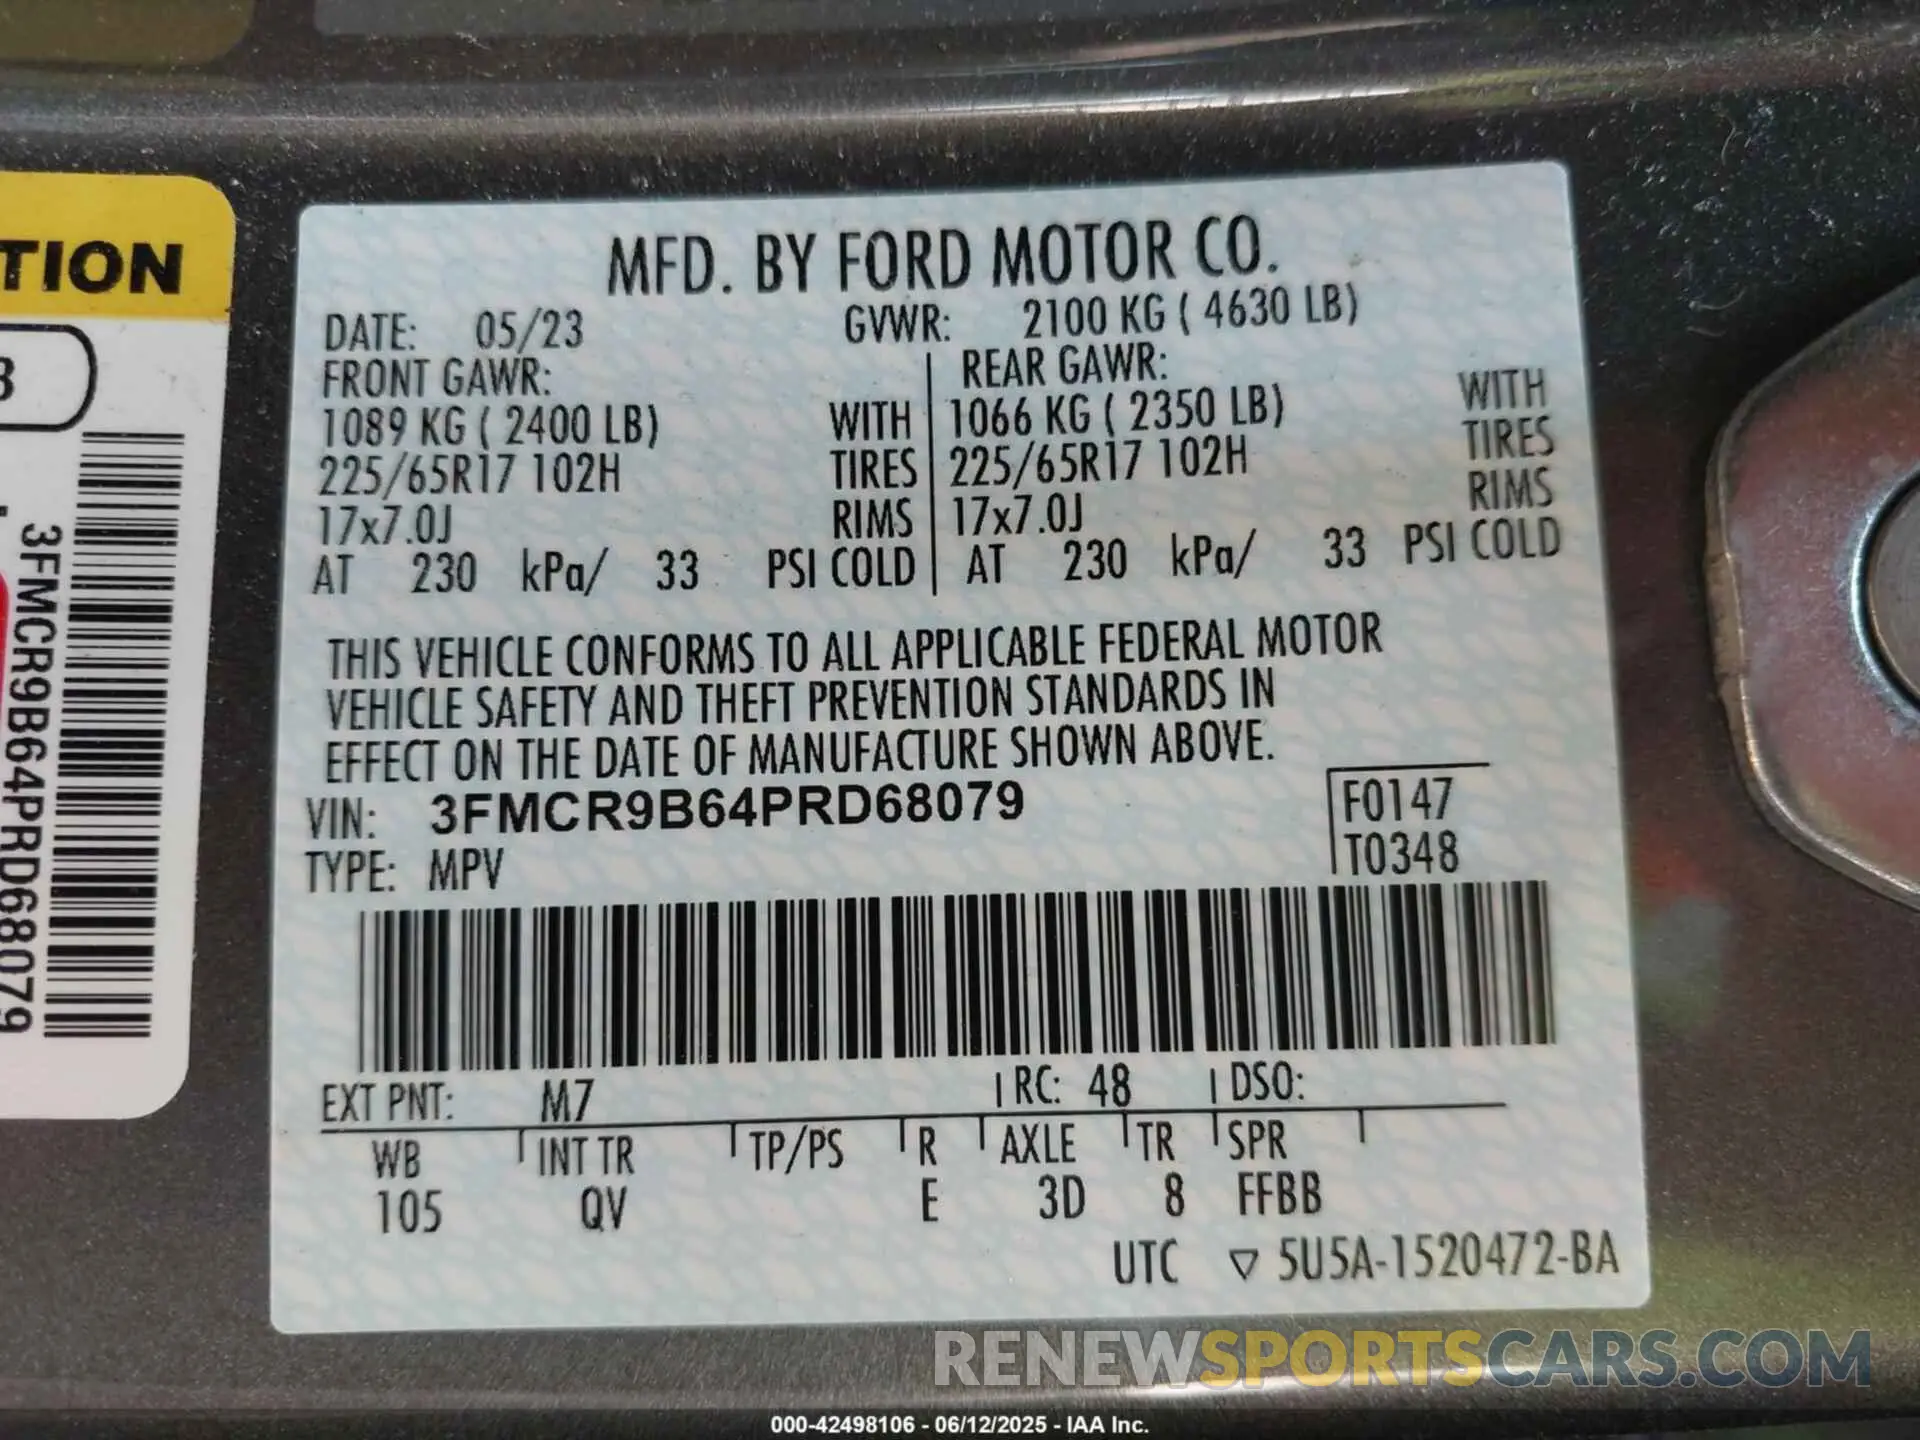 TION
3
3FMCR9B64PRD68079
MFD. BY FORD MOTOR CO.
DATE: 05/23 GVWR: 2100 KG ( 4630 LB)
FRONT GAWR: REAR GAWR:
1089 KG ( 2400 LB) WITH 1066 KG ( 2350 LB) WITH
225/65R17 102H TIRES 225/65R17 102H TIRES
17x7.0J RIMS 17x7.0J RIMS
AT 230 kPa/ 33 PSI COLD AT 230 kPa/ 33 PSI COLD
THIS VEHICLE CONFORMS TO ALL APPLICABLE FEDERAL MOTOR
VEHICLE SAFETY AND THEFT PREVENTION STANDARDS IN
EFFECT ON THE DATE OF MANUFACTURE SHOWN ABOVE.
VIN: 3FMCR9B64PRD68079 F0147
TYPE: MPV T0348
EXT PNT: M7 RC: 48 DSO:
WB INT TR TP/PS R AXLE TR SPR
105 QV E 3D 8 FFBB
UTC ▽ 5U5A-1520472-BA
RENEWSPORTSCARS.COM
000-42498106 - 06/12/2025 - IAA Inc.